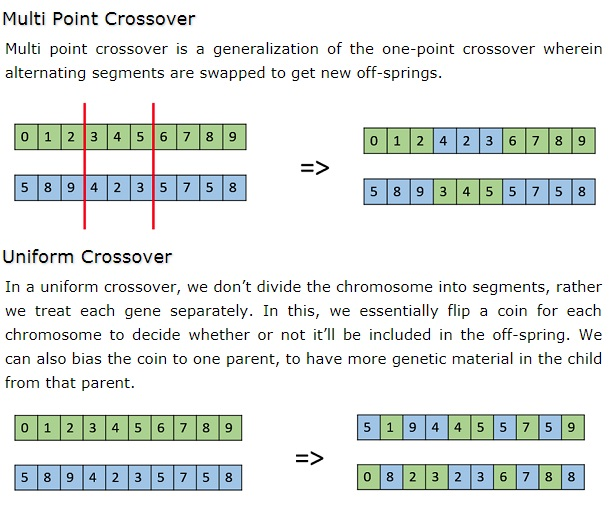 Multi Point Crossover
Multi point crossover is a generalization of the one-point crossover wherein
alternating segments are swapped to get new off-springs.
0 1 2 3 4 5 6 7 8 9
5 8 9 4 2 3 5 7 5 8
=>
0 1 2 4 2 3 6 7 8 9
5 8 9 3 4 5 5 7 5 8
Uniform Crossover
In a uniform crossover, we don't divide the chromosome into segments, rather
we treat each gene separately. In this, we essentially flip a coin for each
chromosome to decide whether or not it'll be included in the off-spring. We
can also bias the coin to one parent, to have more genetic material in the child
from that parent.
0 1 2 3 4 5 6 7 8 9
5 8 9 4 2 3 5 7 5 8
=>
5 1 9 4 4 5 5 7 5 9
0 8 2 3 2 3 6 7 8 8